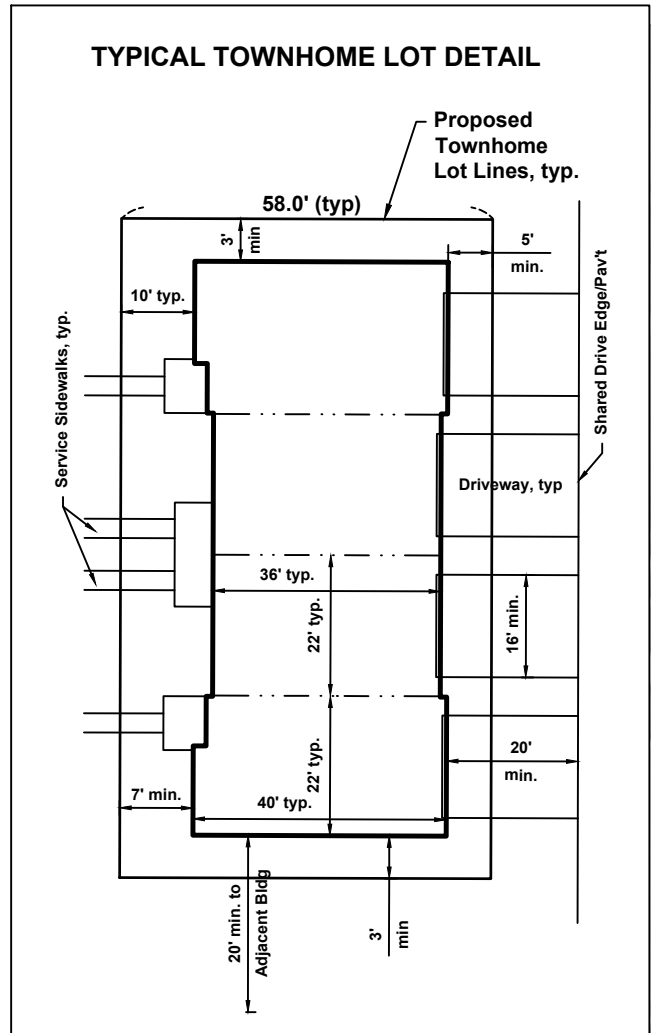 TYPICAL TOWNHOME LOT DETAIL
Proposed
Townhome
Lot Lines, typ.
58.0' (typ)
3'
min
5'
min.
10' typ.
Service Sidewalks, typ.
Shared Drive Edge/Pav't
Driveway, typ
36' typ.
22' typ.
16' min.
22' typ.
20'
min.
7' min.
40' typ.
20' min. to
Adjacent Bldg
3'
min